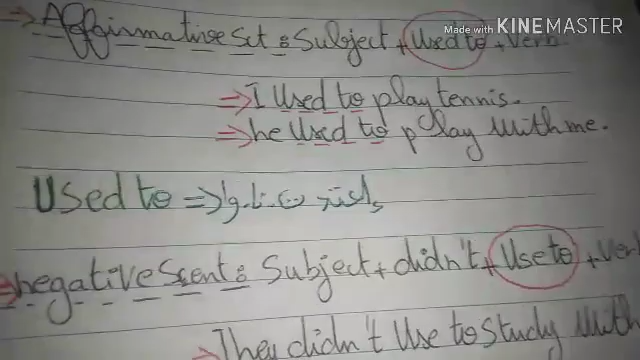 Made with KINEMASTER
⇒ Affirmative Sct : Subject + Used to + Verb
⇒ I Used to play tennis.
⇒ he Used to play with me.
Used to ⇒
⇒ negative Sent : Subject + didn't + Use to + Verb
⇒ They didn't Use to study with